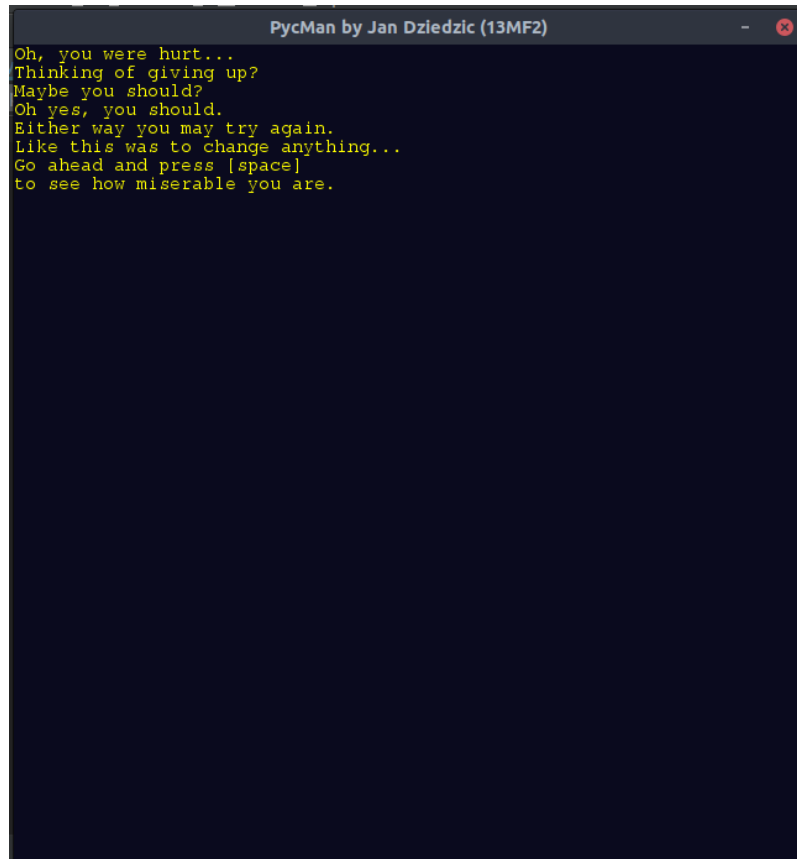 PycMan by Jan Dziedzic (13MF2)
Oh, you were hurt...
Thinking of giving up?
Maybe you should?
Oh yes, you should.
Either way you may try again.
Like this was to change anything...
Go ahead and press [space]
to see how miserable you are.